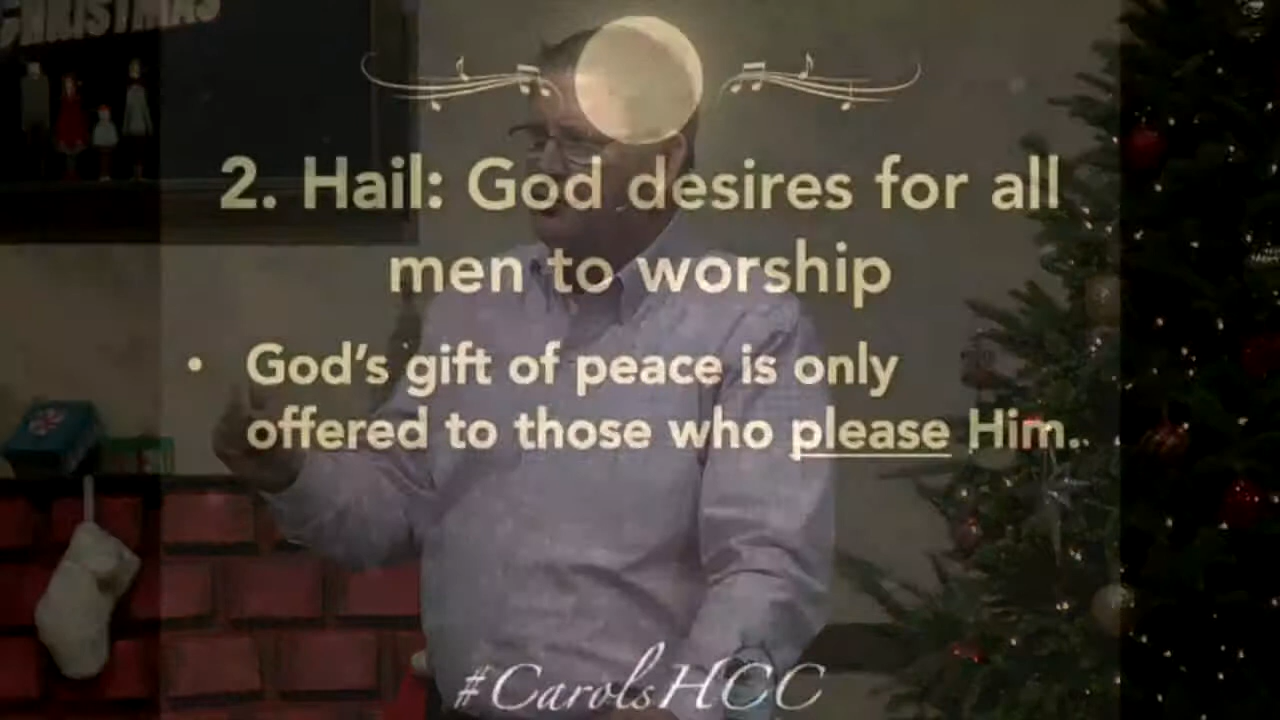 CHRISTMAS
2. Hail: God desires for all
men to worship
• God's gift of peace is only
offered to those who please Him.
#CarolsHCC